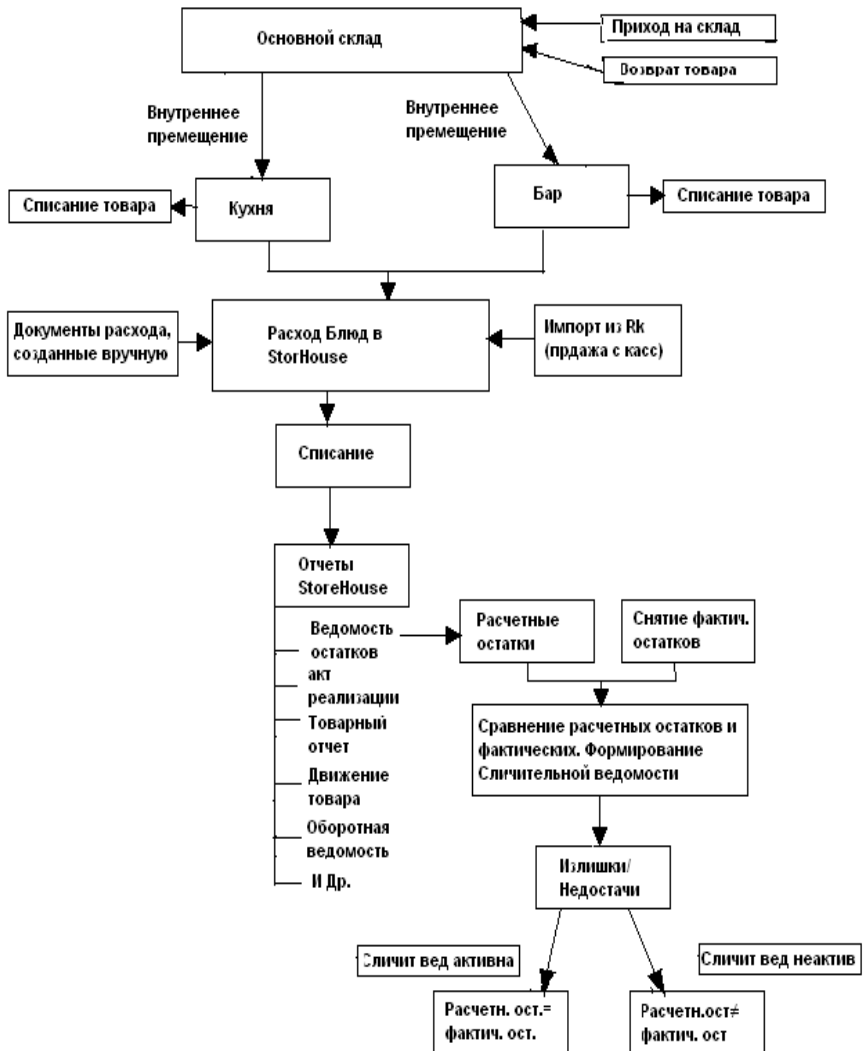 Основной склад
Приход на склад
Возврат товара
Внутреннее
премещение
Внутреннее
премещение
Списание товара
Кухня
Бар
Списание товара
Документы расхода,
созданные вручную
Расход Блюд в
StorHouse
Импорт из Rk
(прдажа с касс)
Списание
Отчеты
StoreHouse
Ведомость
остатков
акт
реализации
Товарный
отчет
Движение
товара
Оборотная
ведомость
И Др.
Расчетные
остатки
Снятие фактич.
остатков
Сравнение расчетных остатков и
фактических. Формирование
Сличительной ведомости
Излишки/
Недостачи
Сличит вед активна
Сличит вед неактив
Расчетн. ост.=
фактич. ост.
Расчетн.ост≠
фактич. ост